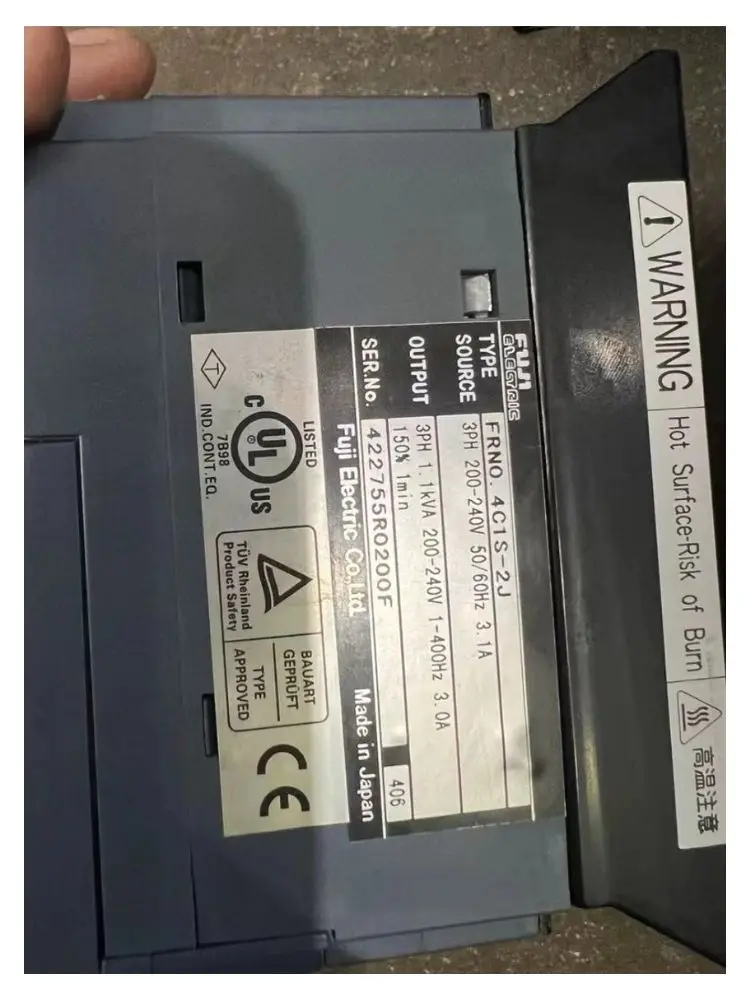 WARNING
Hot Surface-Risk of Burn
高温注意
FUJI
ELECTRIC
TYPE FRN0.4C1S-2J
SOURCE 3PH 200-240V 50/60Hz 3.1A
OUTPUT 3PH 1.1kVA 200-240V 1-400Hz 3.0A
150% 1min 406
SER.No. 422755R0200F
Fuji Electric Co.,Ltd. Made in Japan
LISTED
C UL ® US
7B98
IND.CONT.EQ.
T
TÜV Rheinland
Product Safety
BAUART
GEPRÜFT
TYPE
APPROVED
CE